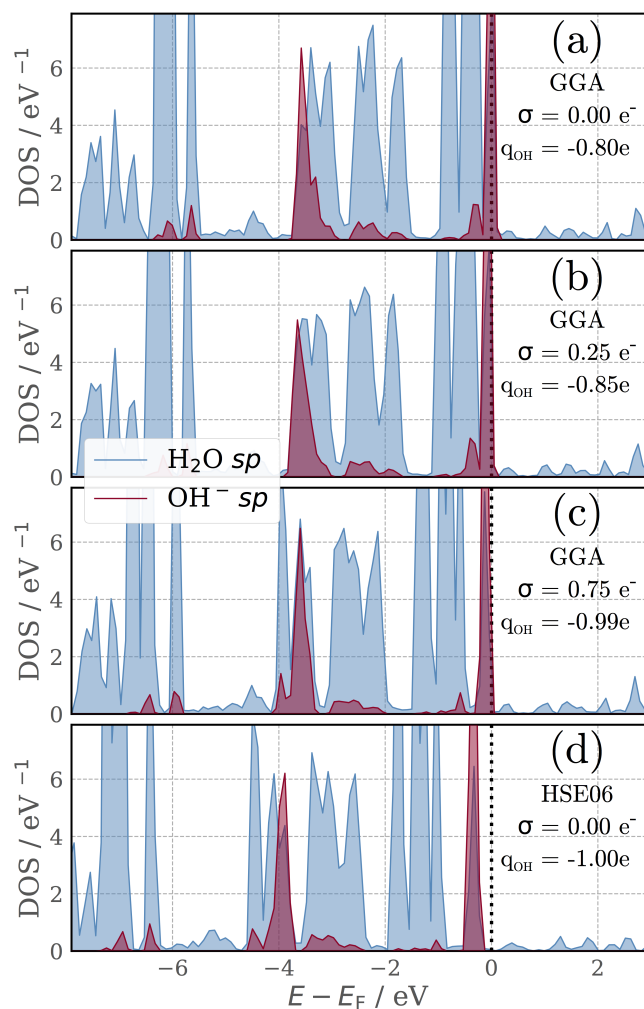 (a)
GGA
σ = 0.00 e⁻
q_OH = -0.80e
DOS / eV ⁻¹
6
4
2
0
(b)
GGA
σ = 0.25 e⁻
q_OH = -0.85e
DOS / eV ⁻¹
6
4
2
0
H₂O sp
OH⁻ sp
(c)
GGA
σ = 0.75 e⁻
q_OH = -0.99e
DOS / eV ⁻¹
6
4
2
0
(d)
HSE06
σ = 0.00 e⁻
q_OH = -1.00e
DOS / eV ⁻¹
6
4
2
0
−6 −4 −2 0 2
E − E_F / eV